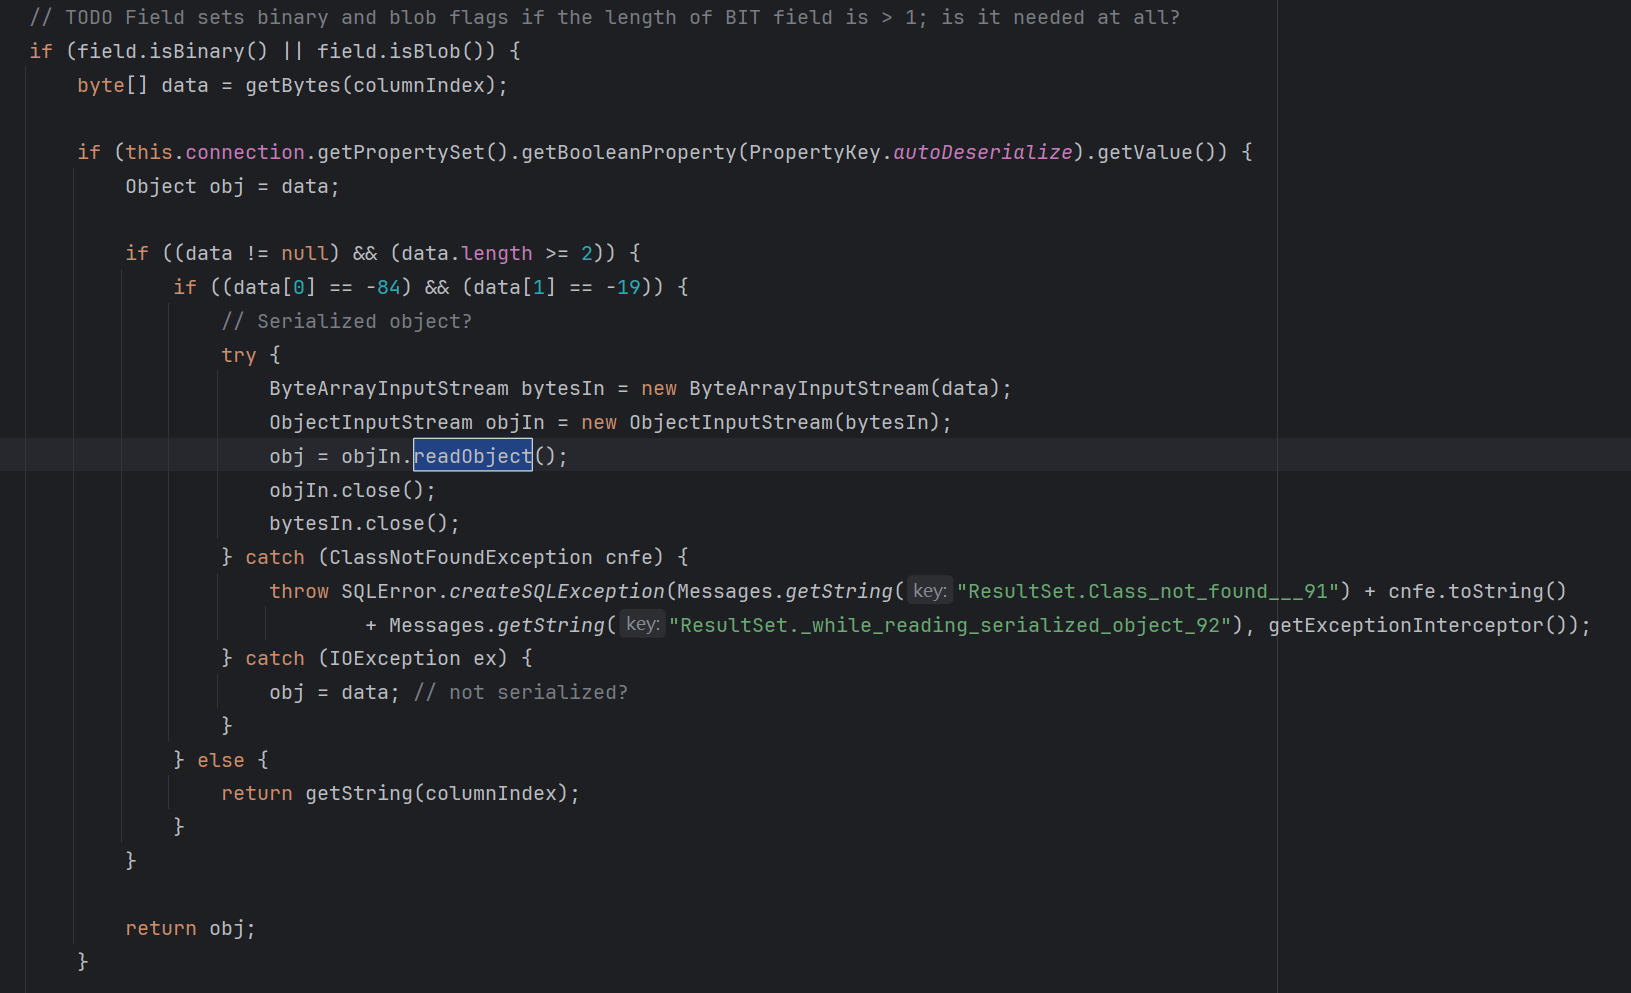 // TODO Field sets binary and blob flags if the length of BIT field is > 1; is it needed at all?
if (field.isBinary() || field.isBlob()) {
byte[] data = getBytes(columnIndex);
if (this.connection.getPropertySet().getBooleanProperty(PropertyKey.autoDeserialize).getValue()) {
Object obj = data;
if ((data != null) && (data.length >= 2)) {
if ((data[0] == -84) && (data[1] == -19)) {
// Serialized object?
try {
ByteArrayInputStream bytesIn = new ByteArrayInputStream(data);
ObjectInputStream objIn = new ObjectInputStream(bytesIn);
obj = objIn.readObject();
objIn.close();
bytesIn.close();
} catch (ClassNotFoundException cnfe) {
throw SQLError.createSQLException(Messages.getString( key: "ResultSet.Class_not_found___91") + cnfe.toString()
+ Messages.getString( key: "ResultSet._while_reading_serialized_object_92"), getExceptionInterceptor());
} catch (IOException ex) {
obj = data; // not serialized?
}
} else {
return getString(columnIndex);
}
}
return obj;
}